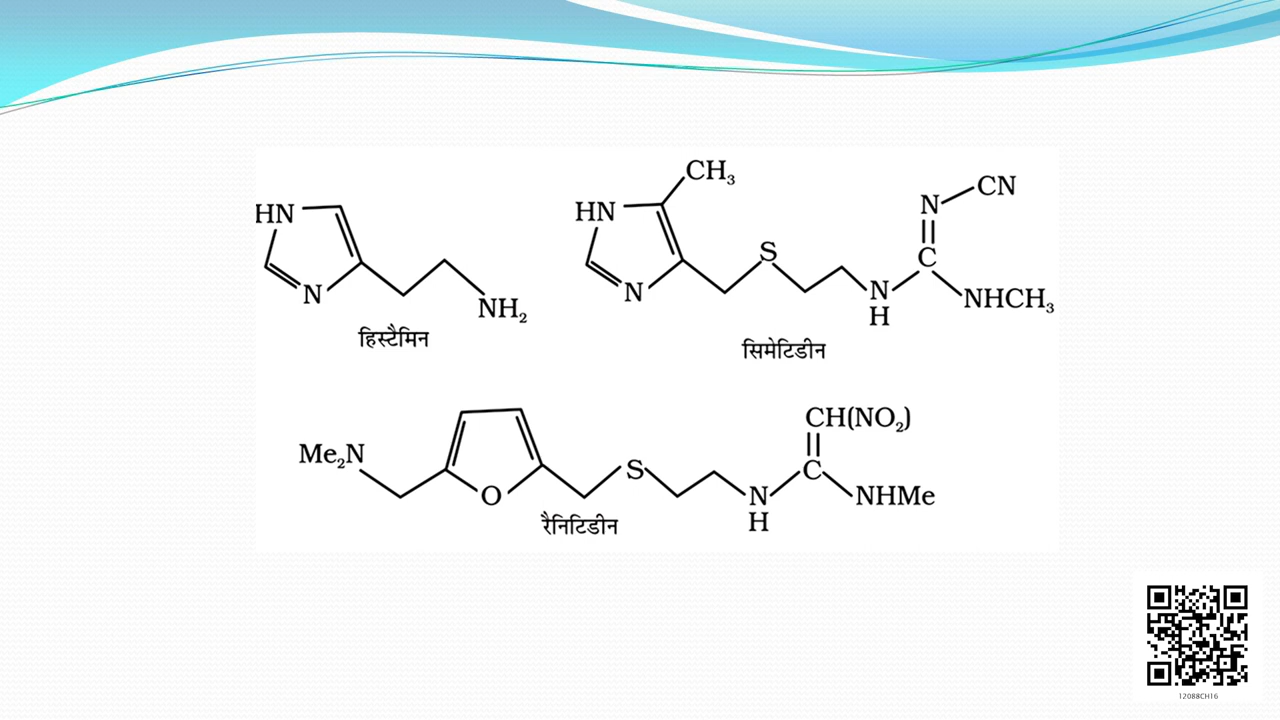 CH₃
HN
N
NH₂
हिस्टैमिन
HN
N
S
N
H
N
CN
C
NHCH₃
सिमेटिडीन
Me₂N
O
S
N
H
CH(NO₂)
C
NHMe
रैनिटिडीन
12088CH16